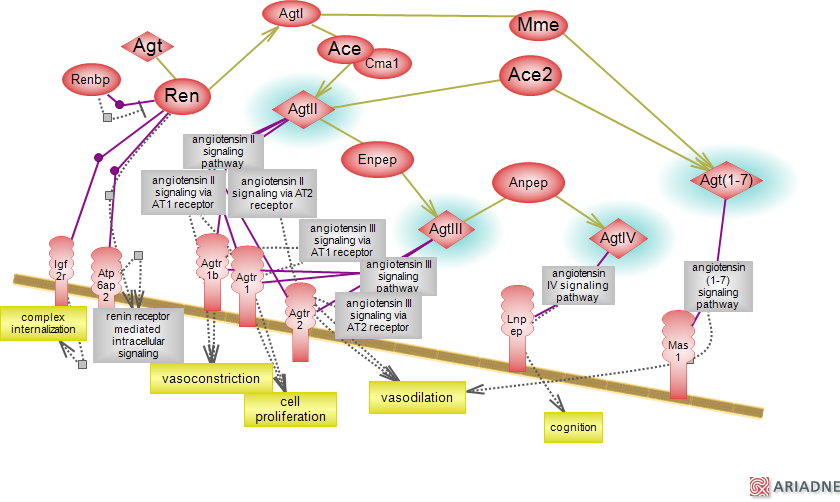 AgtI
Mme
Agt
Ace
Cma1
Renbp
Ren
Ace2
AgtII
angiotensin II
signaling
pathway
Enpep
Anpep
Agt(1-7)
angiotensin II
signaling via
AT1 receptor
angiotensin II
signaling via AT2
receptor
AgtIII
AgtIV
angiotensin III
signaling via
AT1 receptor
Igf
2r
Atp
6ap
2
Agtr
1b
Agtr
1
angiotensin III
signaling
pathway
angiotensin
IV signaling
pathway
angiotensin
(1-7)
signaling
pathway
Agtr
2
angiotensin III
signaling via
AT2 receptor
Lnp
ep
Mas
1
complex
internalization
renin receptor
mediated
intracellular
signaling
vasoconstriction
cell
proliferation
vasodilation
cognition
ARIADNE